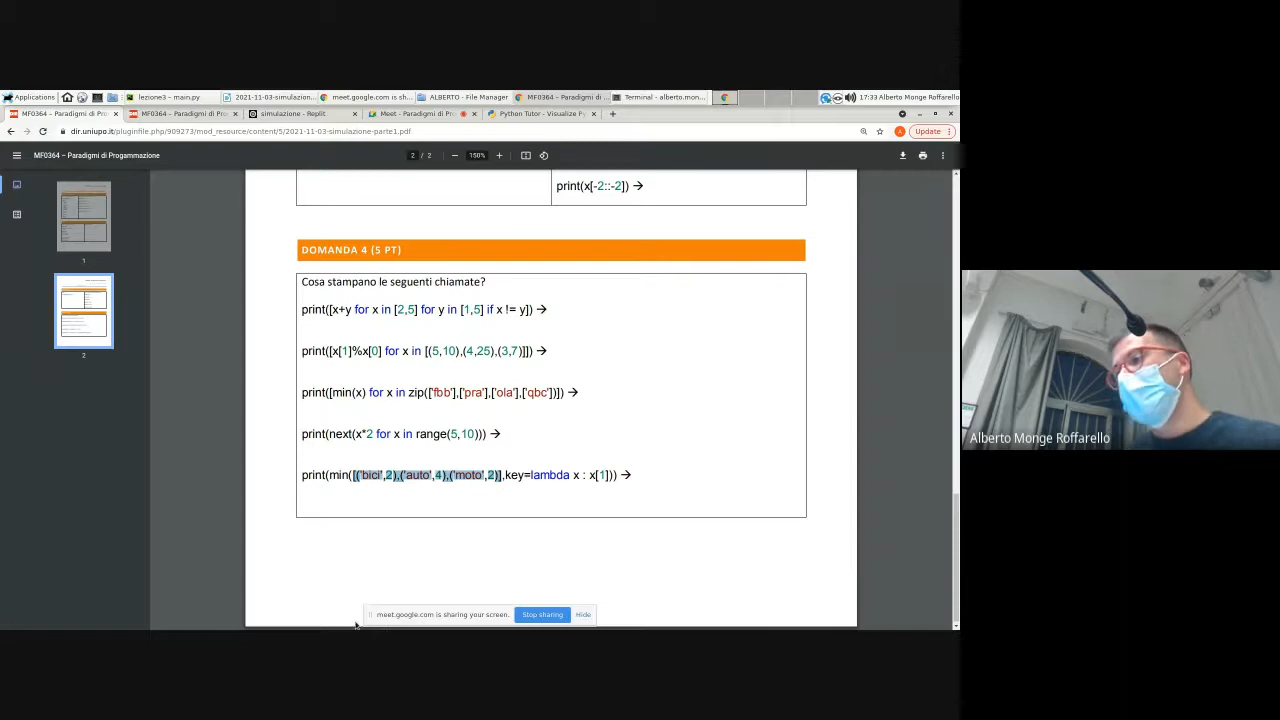 Applications
lezione3 – main.py
2021-11-03-simulazion...
meet.google.com is sh...
ALBERTO - File Manager
MF0364 – Paradigmi di...
Terminal - alberto.mon...
17:33 Alberto Monge Roffarello
MF0364 – Paradigmi di Pro
MF0364 – Paradigmi di Prog
simulazione - Replit
Meet - Paradigmi di P
Python Tutor - Visualize Py
dir.uniupo.it/pluginfile.php/909273/mod_resource/content/5/2021-11-03-simulazione-parte1.pdf
A
Update
MF0364 – Paradigmi di Progammazione
2 / 2
150%
1
2
print(x[-2::-2]) →
DOMANDA 4 (5 PT)
Cosa stampano le seguenti chiamate?
print([x+y for x in [2,5] for y in [1,5] if x != y]) →
print([x[1]%x[0] for x in [(5,10),(4,25),(3,7)]]) →
print([min(x) for x in zip(['fbb'],['pra'],['ola'],['qbc'])]) →
print(next(x*2 for x in range(5,10))) →
print(min([('bici',2),('auto',4),('moto',2)],key=lambda x : x[1])) →
meet.google.com is sharing your screen.
Stop sharing
Hide
Alberto Monge Roffarello